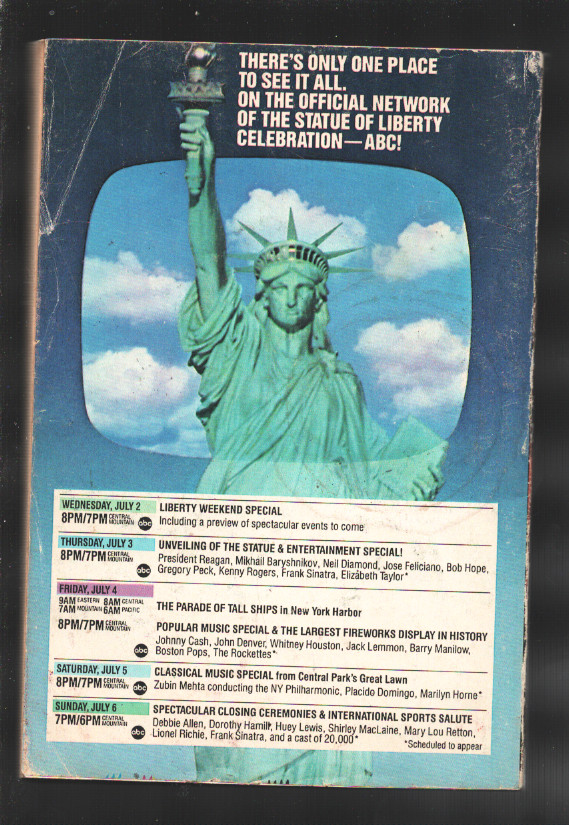 THERE'S ONLY ONE PLACE
TO SEE IT ALL.
ON THE OFFICIAL NETWORK
OF THE STATUE OF LIBERTY
CELEBRATION—ABC!
WEDNESDAY, JULY 2
8PM/7PM CENTRAL MOUNTAIN abc
LIBERTY WEEKEND SPECIAL
Including a preview of spectacular events to come
THURSDAY, JULY 3
8PM/7PM CENTRAL MOUNTAIN abc
UNVEILING OF THE STATUE & ENTERTAINMENT SPECIAL!
President Reagan, Mikhail Baryshnikov, Neil Diamond, Jose Feliciano, Bob Hope,
Gregory Peck, Kenny Rogers, Frank Sinatra, Elizabeth Taylor*
FRIDAY, JULY 4
9AM EASTERN 8AM CENTRAL
7AM MOUNTAIN 6AM PACIFIC
THE PARADE OF TALL SHIPS in New York Harbor
8PM/7PM CENTRAL MOUNTAIN abc
POPULAR MUSIC SPECIAL & THE LARGEST FIREWORKS DISPLAY IN HISTORY
Johnny Cash, John Denver, Whitney Houston, Jack Lemmon, Barry Manilow,
Boston Pops, The Rockettes*
SATURDAY, JULY 5
8PM/7PM CENTRAL MOUNTAIN abc
CLASSICAL MUSIC SPECIAL from Central Park's Great Lawn
Zubin Mehta conducting the NY Philharmonic, Placido Domingo, Marilyn Horne*
SUNDAY, JULY 6
7PM/6PM CENTRAL MOUNTAIN abc
SPECTACULAR CLOSING CEREMONIES & INTERNATIONAL SPORTS SALUTE
Debbie Allen, Dorothy Hamill, Huey Lewis, Shirley MacLaine, Mary Lou Retton,
Lionel Richie, Frank Sinatra, and a cast of 20,000*
*Scheduled to appear